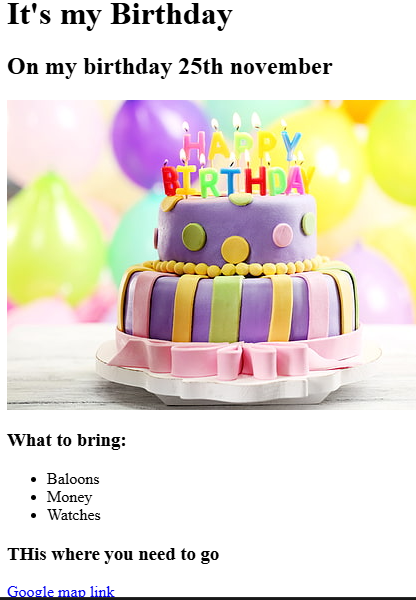 It's my Birthday
On my birthday 25th november
HAPPY
BIRTHDAY
What to bring:
Baloons
Money
Watches
THis where you need to go
Google map link